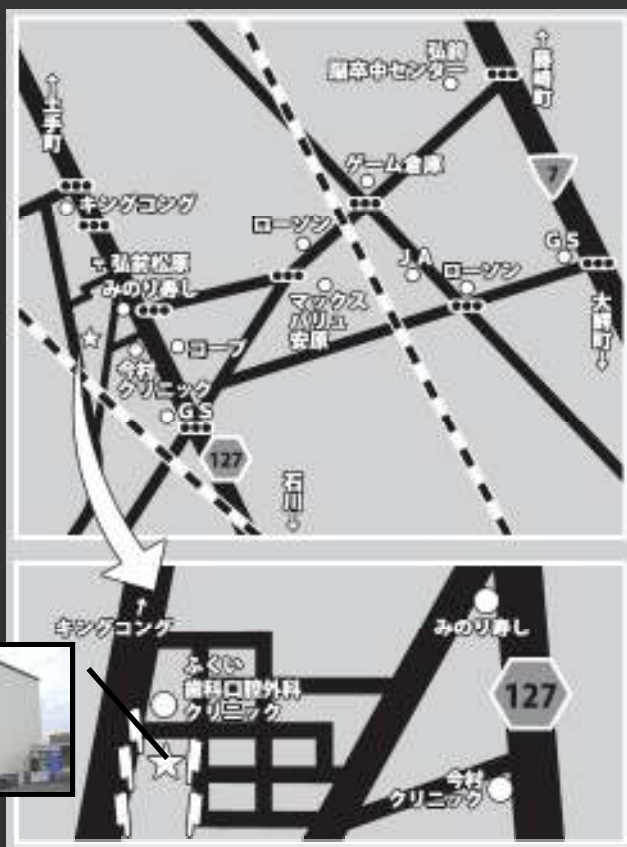 弘前
脳卒中センター
↑
藤崎町
↑
土手町
ゲーム倉庫
7
キングコング
ローソン
GS
〒弘前松原
JA
ローソン
みのり寿し
マックス
バリュ
安原
大鰐町
↓
コープ
今村
クリニック
GS
127
石川
↓
↑
キングコング
みのり寿し
ふくい
歯科口腔外科
クリニック
127
今村
クリニック